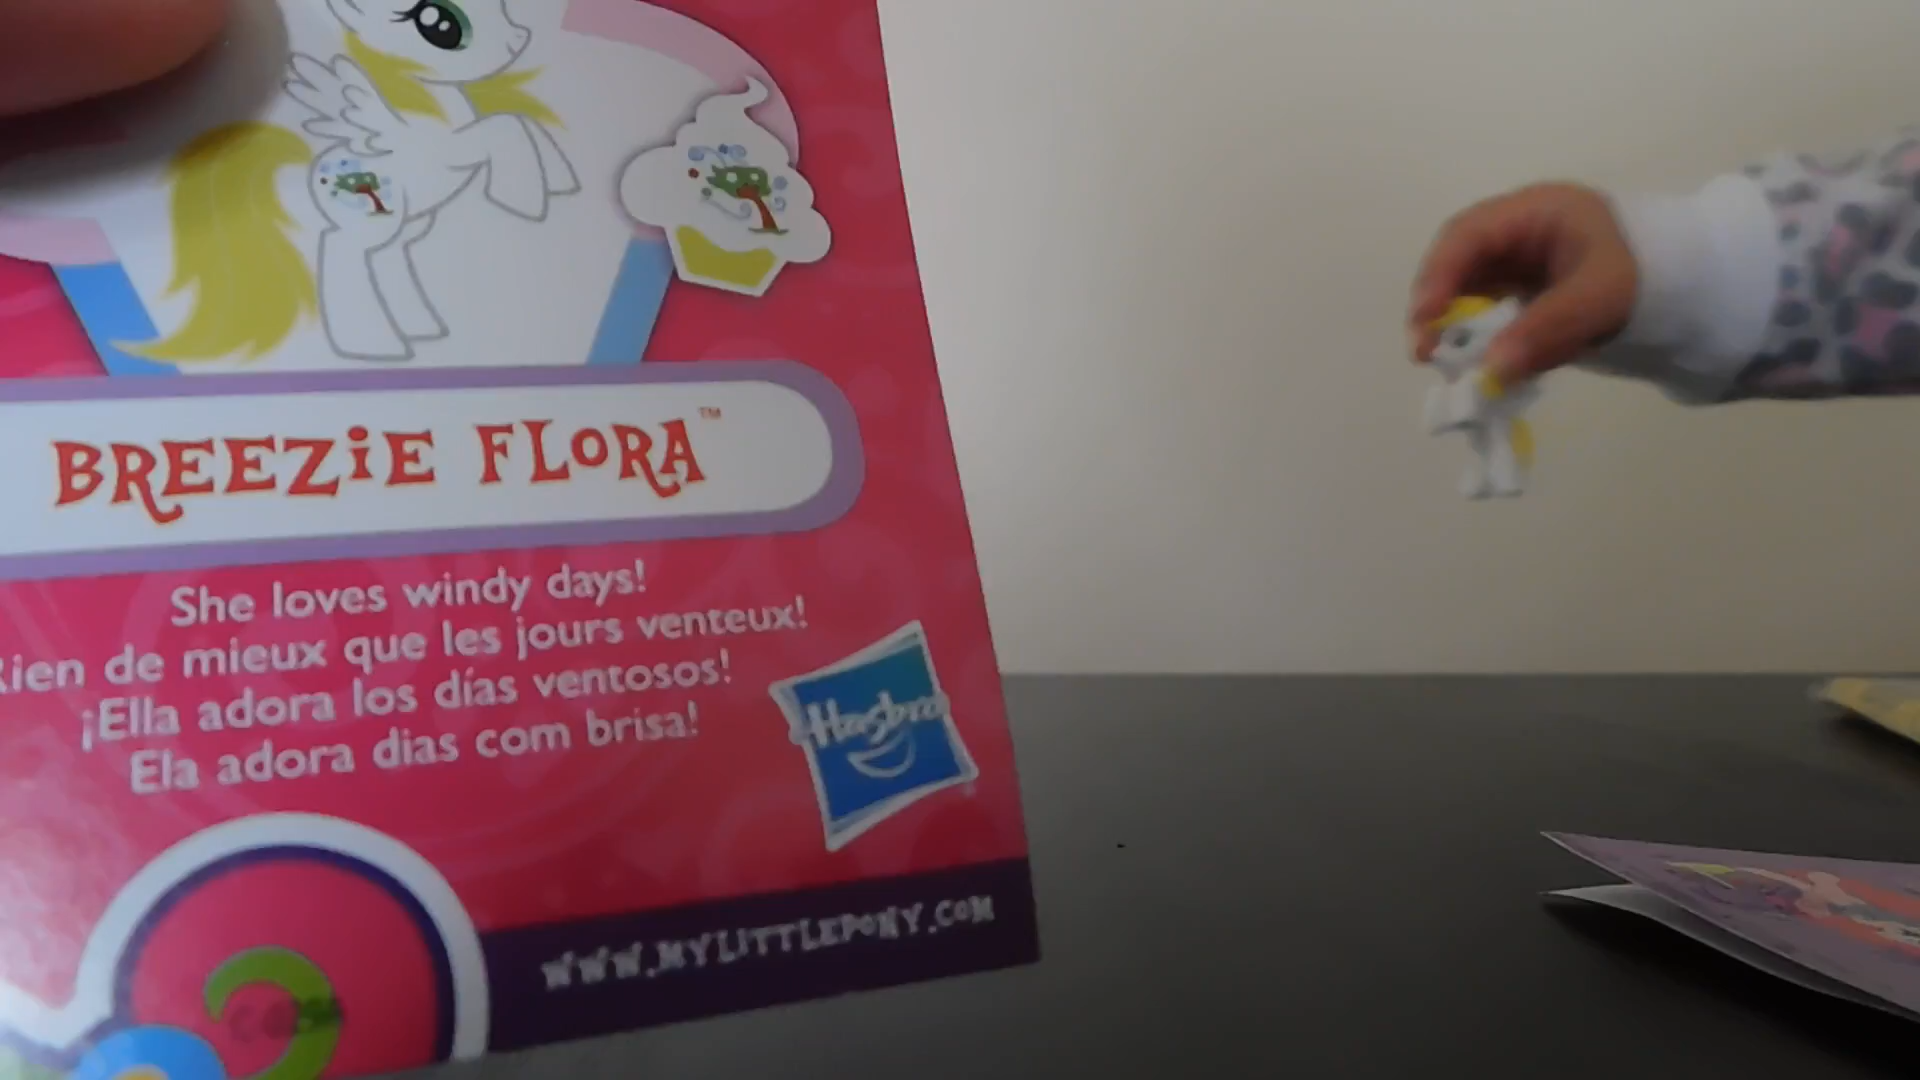 BREEZiE FLORA™
She loves windy days!
Rien de mieux que les jours venteux!
¡Ella adora los días ventosos!
Ela adora dias com brisa!
Hasbro
WWW.MYLITTLEPONY.COM